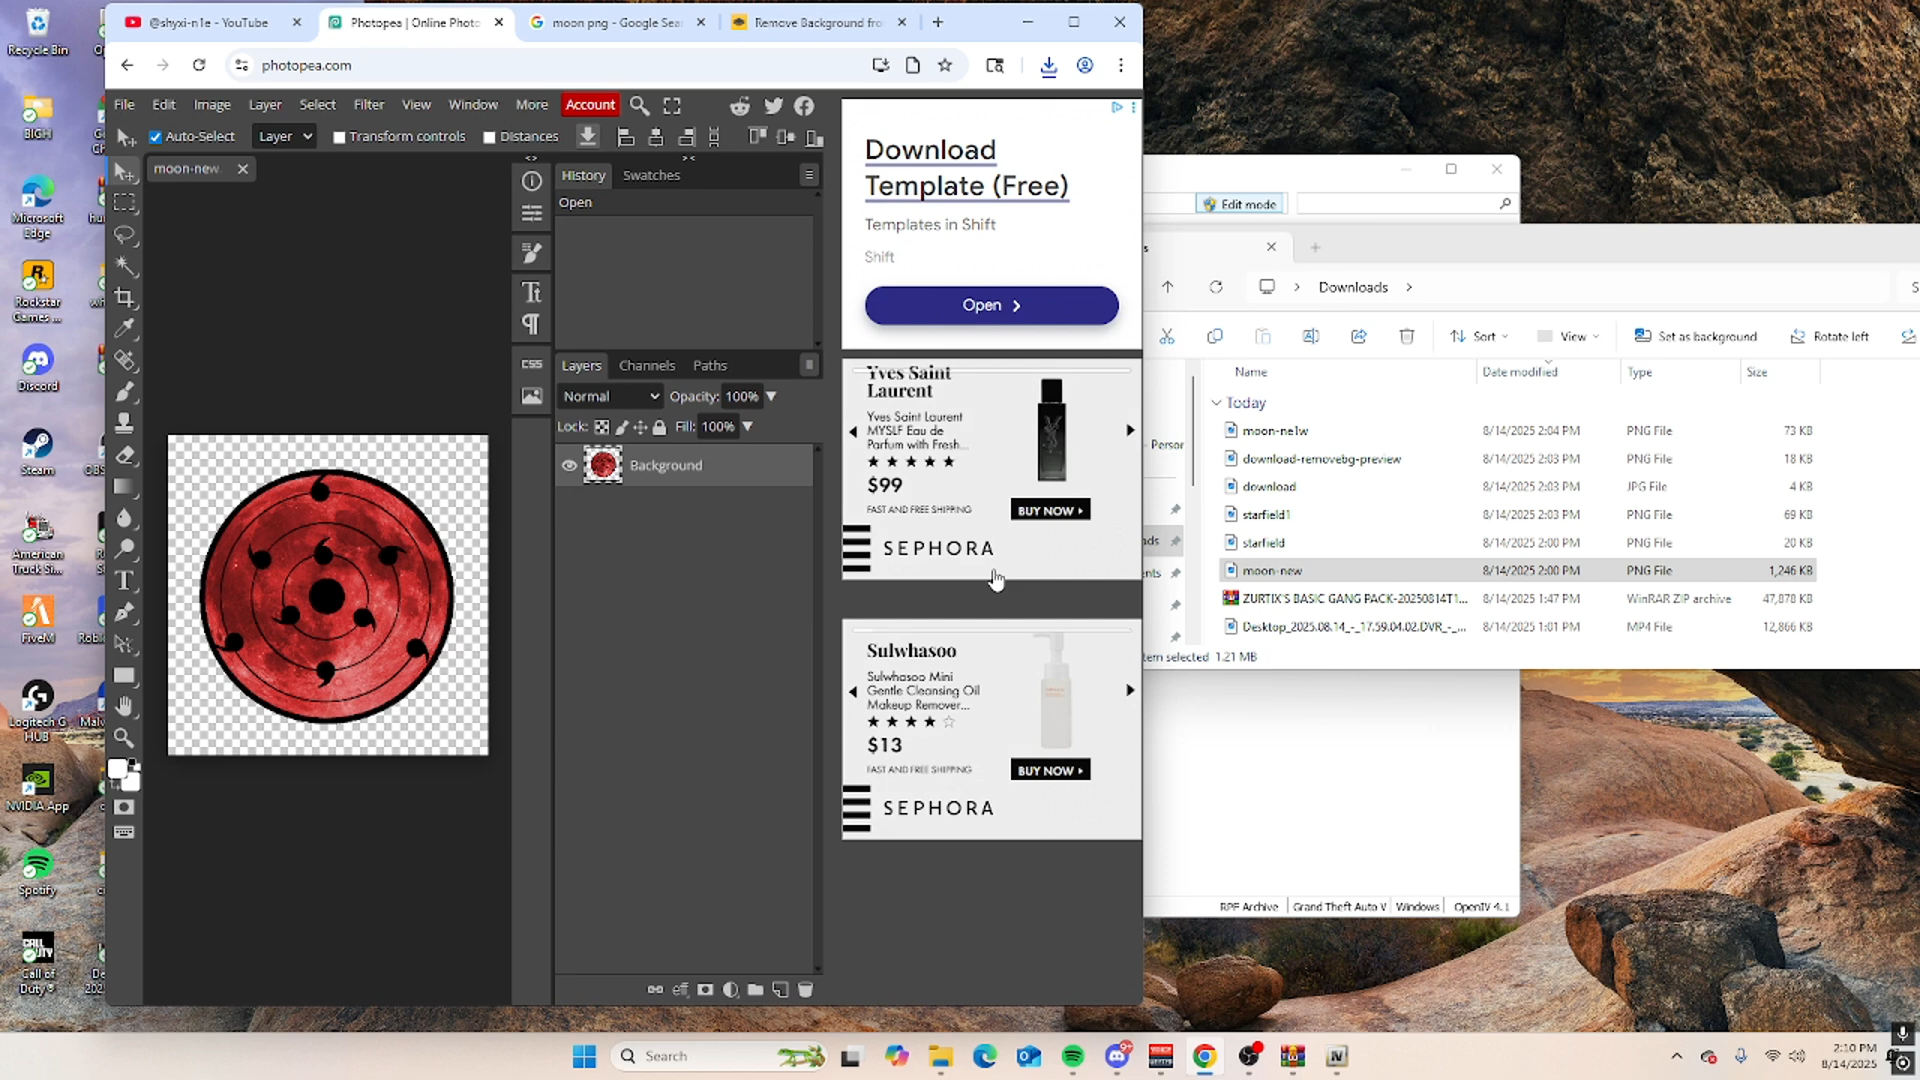 Recycle Bin
BIGH
Microsoft
Edge
Rockstar
Games ...
Discord
Steam
American
Truck Si...
FiveM
Logitech G
HUB
NVIDIA App
Spotify
Call of
Duty®
@shyxi-n1e - YouTube
Photopea | Online Photo
moon png - Google Sea
Remove Background fro
photopea.com
File Edit Image Layer Select Filter View Window More Account
Auto-Select Layer Transform controls Distances
moon-new
History Swatches
Open
CSS
Layers Channels Paths
Normal Opacity: 100%
Lock: Fill: 100%
Background
Download
Template (Free)
Templates in Shift
Shift
Open
Yves Saint
Laurent
Yves Saint Laurent
MYSLF Eau de
Parfum with Fresh...
$99
FAST AND FREE SHIPPING
BUY NOW
SEPHORA
Sulwhasoo
Sulwhasoo Mini
Gentle Cleansing Oil
Makeup Remover...
$13
FAST AND FREE SHIPPING
BUY NOW
SEPHORA
Edit mode
Downloads
Sort View Set as background Rotate left
Name Date modified Type Size
Today
moon-ne1w 8/14/2025 2:04 PM PNG File 73 KB
download-removebg-preview 8/14/2025 2:03 PM PNG File 18 KB
download 8/14/2025 2:03 PM JPG File 4 KB
starfield1 8/14/2025 2:03 PM PNG File 69 KB
starfield 8/14/2025 2:00 PM PNG File 20 KB
moon-new 8/14/2025 2:00 PM PNG File 1,246 KB
ZURTIX'S BASIC GANG PACK-20250814T1... 8/14/2025 1:47 PM WinRAR ZIP archive 47,878 KB
Desktop_2025.08.14_-_17.59.04.02.DVR_-_... 8/14/2025 1:01 PM MP4 File 12,866 KB
tem selected 1.21 MB
- Person
ads
ents
RPF Archive Grand Theft Auto V Windows OpenIV 4.1
Search
2:10 PM
8/14/2025